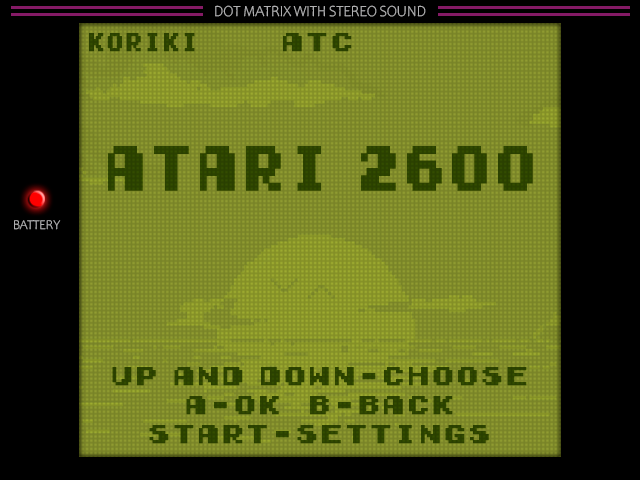 DOT MATRIX WITH STEREO SOUND
KORIKI ATC
ATARI 2600
BATTERY
UP AND DOWN-CHOOSE
A-OK B-BACK
START-SETTINGS